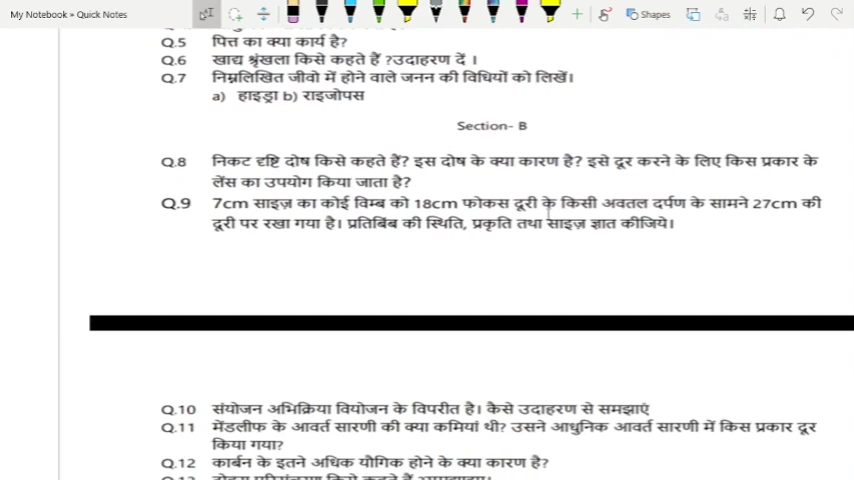 My Notebook » Quick Notes
Shapes
Q.5 पित्त का क्या कार्य है?
Q.6 खाद्य श्रृंखला किसे कहते हैं ?उदाहरण दें ।
Q.7 निम्नलिखित जीवो में होने वाले जनन की विधियों को लिखें।
a) हाइड्रा b) राइजोपस
Section- B
Q.8 निकट दृष्टि दोष किसे कहते हैं? इस दोष के क्या कारण है? इसे दूर करने के लिए किस प्रकार के
लेंस का उपयोग किया जाता है?
Q.9 7cm साइज़ का कोई विम्ब को 18cm फोकस दूरी के किसी अवतल दर्पण के सामने 27cm की
दूरी पर रखा गया है। प्रतिबिंब की स्थिति, प्रकृति तथा साइज़ ज्ञात कीजिये।
Q.10 संयोजन अभिक्रिया वियोजन के विपरीत है। कैसे उदाहरण से समझाएं
Q.11 मेंडलीफ के आवर्त सारणी की क्या कमियां थी? उसने आधुनिक आवर्त सारणी में किस प्रकार दूर
किया गया?
Q.12 कार्बन के इतने अधिक यौगिक होने के क्या कारण है?